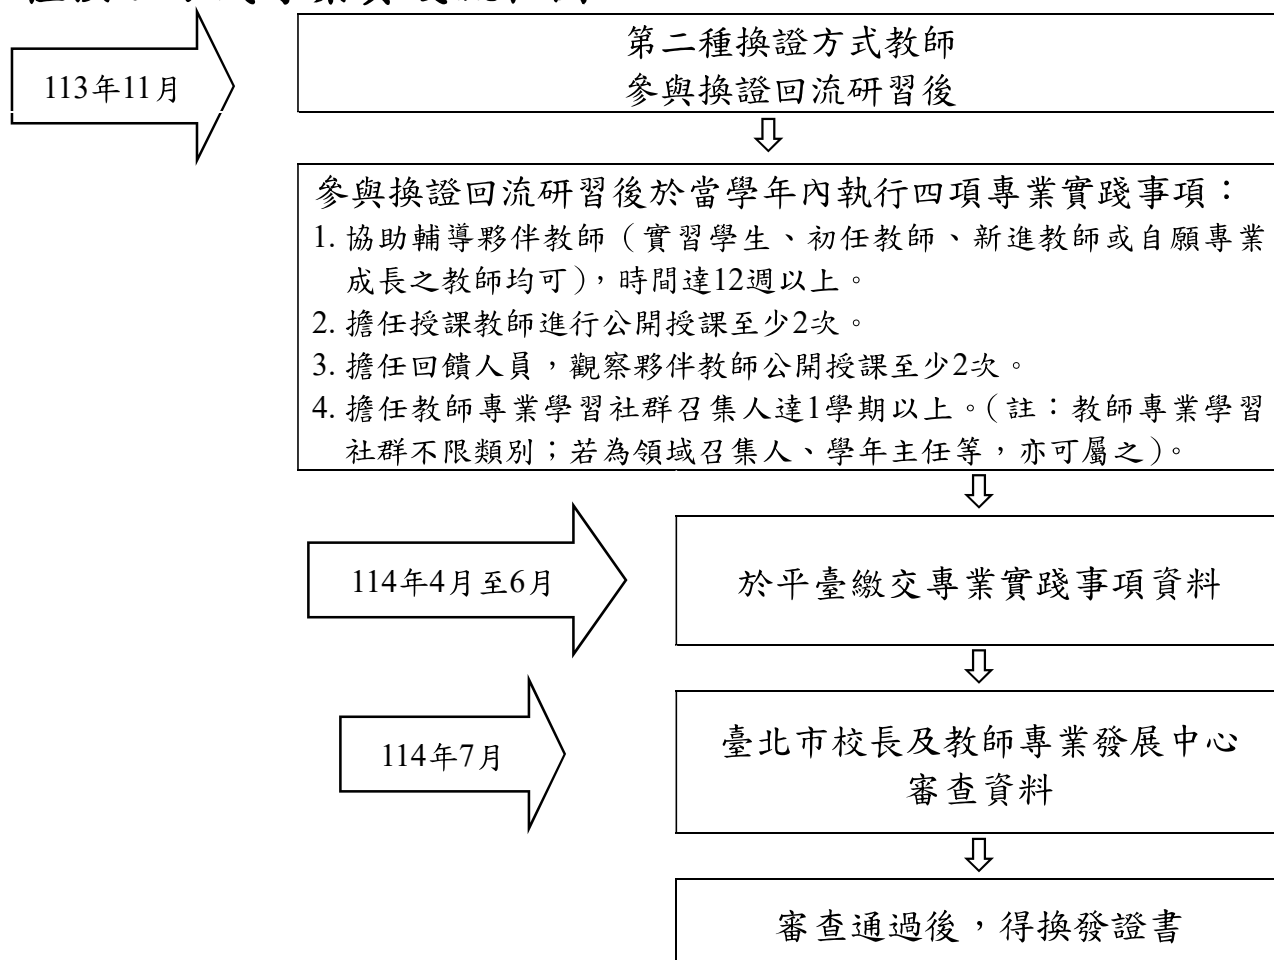 113年11月
第二種換證方式教師
參與換證回流研習後
參與換證回流研習後於當學年內執行四項專業實踐事項：
1. 協助輔導夥伴教師（實習學生、初任教師、新進教師或自願專業
成長之教師均可），時間達12週以上。
2. 擔任授課教師進行公開授課至少2次。
3. 擔任回饋人員，觀察夥伴教師公開授課至少2次。
4. 擔任教師專業學習社群召集人達1學期以上。（註：教師專業學習
社群不限類別；若為領域召集人、學年主任等，亦可屬之）。
114年4月至6月
於平臺繳交專業實踐事項資料
114年7月
臺北市校長及教師專業發展中心
審查資料
審查通過後，得換發證書